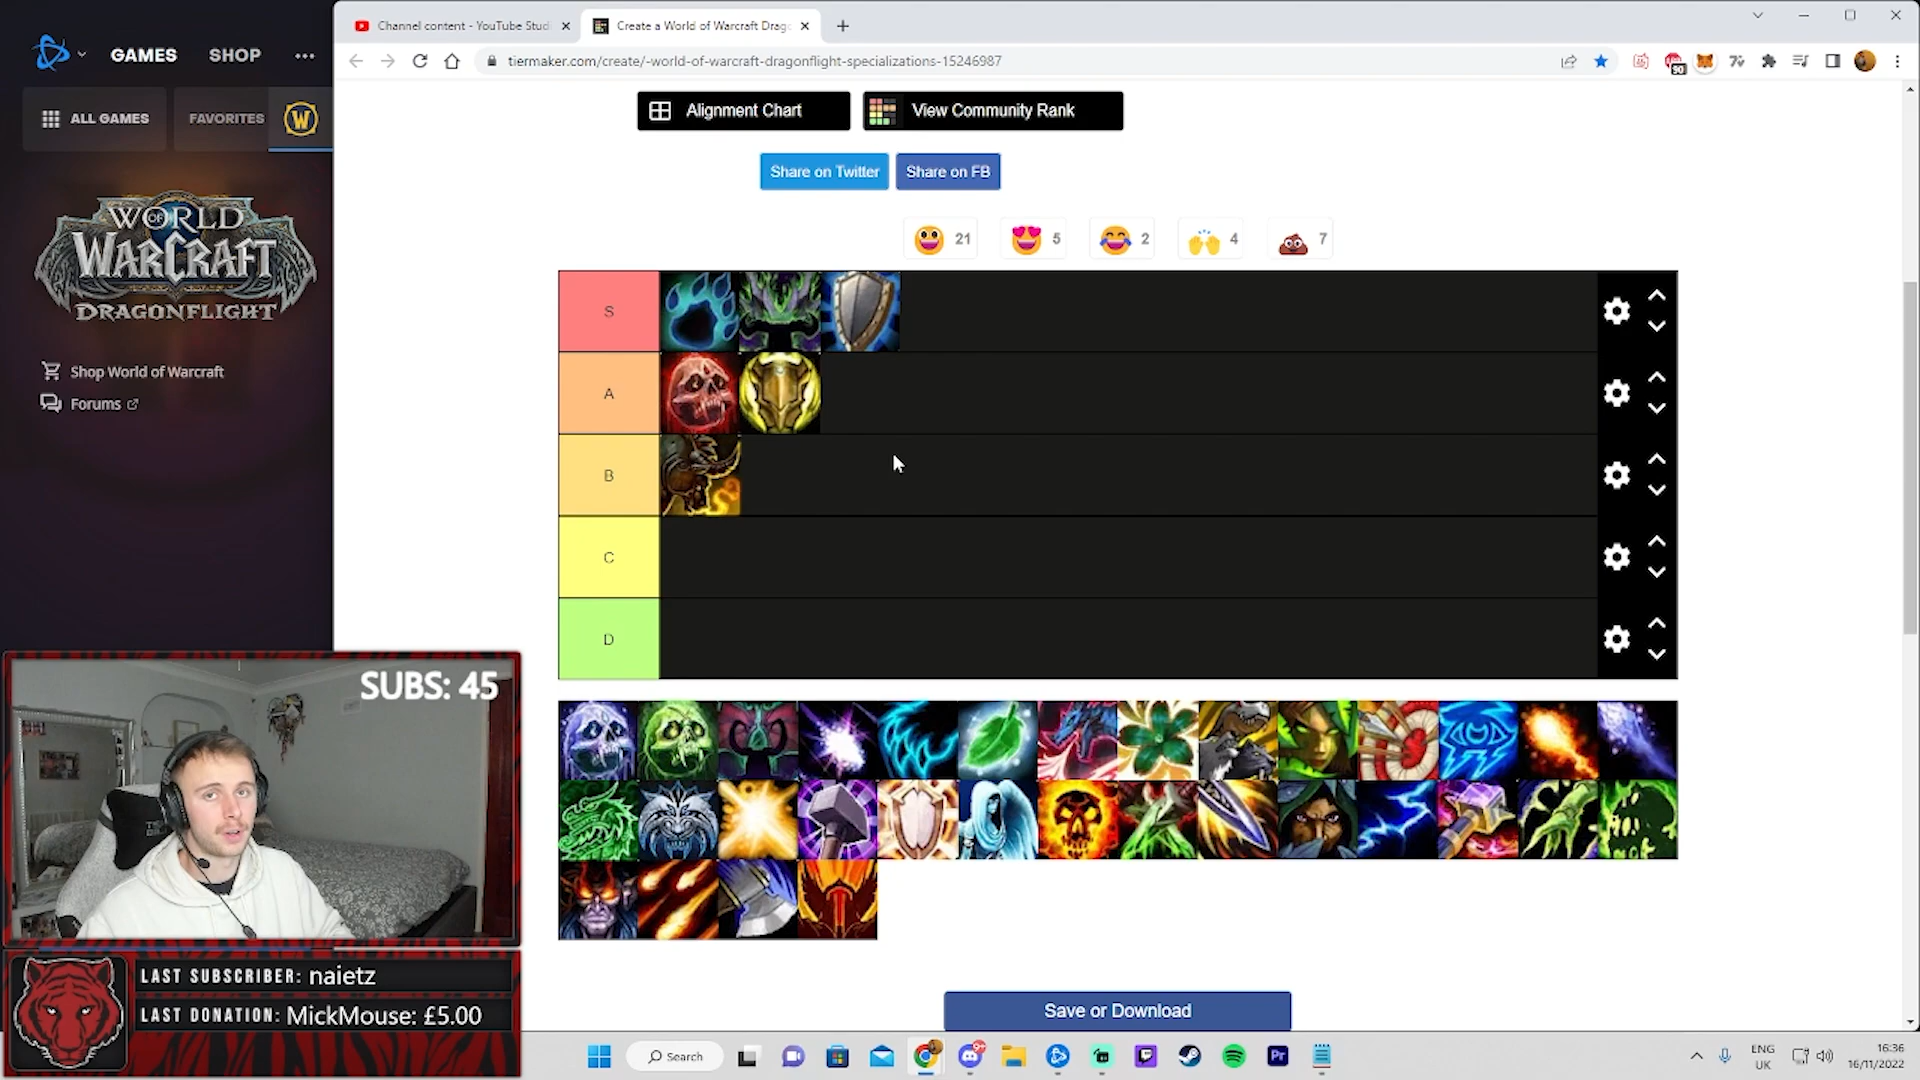 Channel content - YouTube Stud
Create a World of Warcraft Drag
GAMES
SHOP
tiermaker.com/create/-world-of-warcraft-dragonflight-specializations-15246987
90
ALL GAMES
FAVORITES
W
Alignment Chart
View Community Rank
Share on Twitter
Share on FB
WORLD
OF
WARCRAFT
DRAGONFLIGHT
21
5
2
4
7
S
Shop World of Warcraft
A
Forums
B
C
D
SUBS: 45
LAST SUBSCRIBER: naietz
LAST DONATION: MickMouse: £5.00
Save or Download
Search
9+
Pr
ENG
UK
16:36
16/11/2022